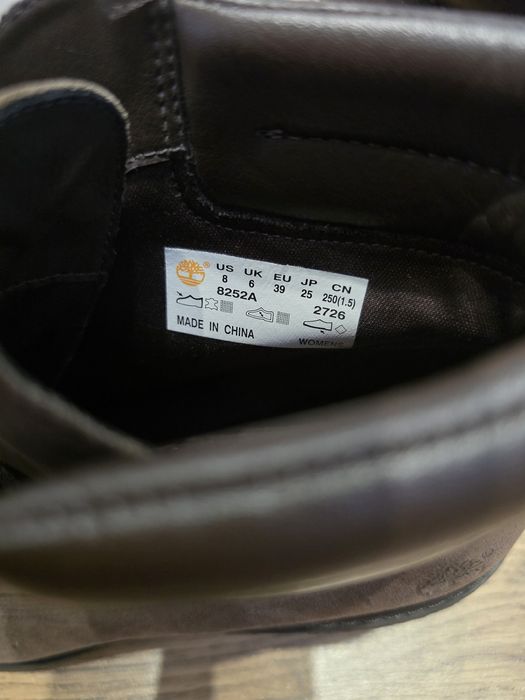 US UK EU JP CN
8 6 39 25 250(1.5)
8252A 2726
MADE IN CHINA WOMENS